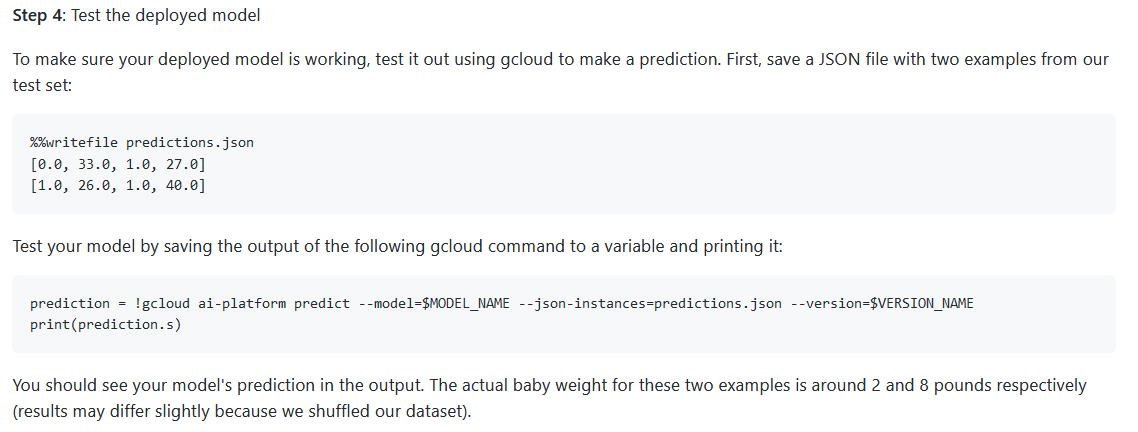 Step 4: Test the deployed model
To make sure your deployed model is working, test it out using gcloud to make a prediction. First, save a JSON file with two examples from our
test set:
%%writefile predictions.json
[0.0, 33.0, 1.0, 27.0]
[1.0, 26.0, 1.0, 40.0]
Test your model by saving the output of the following gcloud command to a variable and printing it:
prediction = !gcloud ai-platform predict --model=$MODEL_NAME --json-instances=predictions.json --version=$VERSION_NAME
print(prediction.s)
You should see your model's prediction in the output. The actual baby weight for these two examples is around 2 and 8 pounds respectively
(results may differ slightly because we shuffled our dataset).